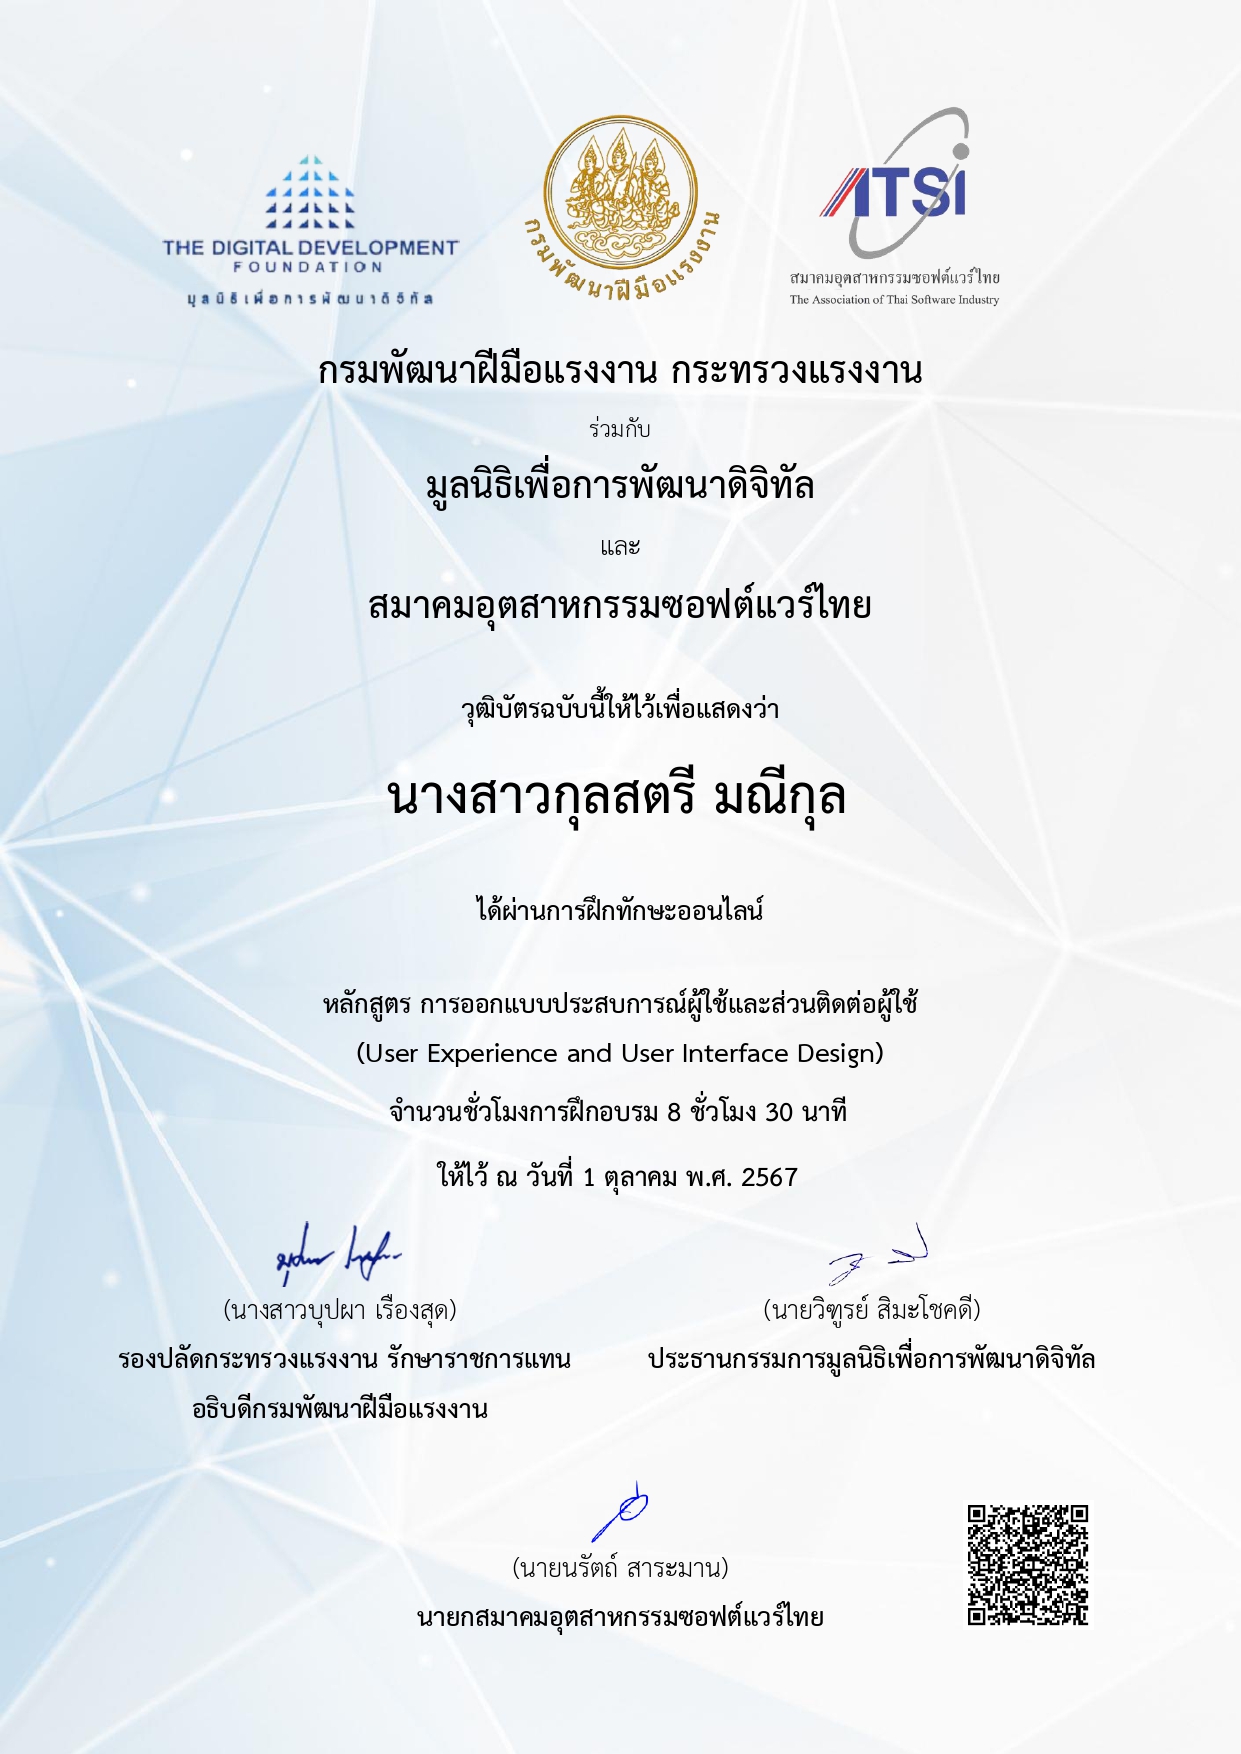 THE DIGITAL DEVELOPMENT
FOUNDATION
มูลนิธิเพื่อการพัฒนาดิจิทัล
กรมพัฒนาฝีมือแรงงาน
ATSI
สมาคมอุตสาหกรรมซอฟต์แวร์ไทย
The Association of Thai Software Industry
กรมพัฒนาฝีมือแรงงาน กระทรวงแรงงาน
ร่วมกับ
มูลนิธิเพื่อการพัฒนาดิจิทัล
และ
สมาคมอุตสาหกรรมซอฟต์แวร์ไทย
วุฒิบัตรฉบับนี้ให้ไว้เพื่อแสดงว่า
นางสาวกุลสตรี มณีกุล
ได้ผ่านการฝึกทักษะออนไลน์
หลักสูตร การออกแบบประสบการณ์ผู้ใช้และส่วนติดต่อผู้ใช้
(User Experience and User Interface Design)
จำนวนชั่วโมงการฝึกอบรม 8 ชั่วโมง 30 นาที
ให้ไว้ ณ วันที่ 1 ตุลาคม พ.ศ. 2567
(นางสาวบุปผา เรืองสุด)
รองปลัดกระทรวงแรงงาน รักษาราชการแทน
อธิบดีกรมพัฒนาฝีมือแรงงาน
(นายวิฑูรย์ สิมะโชคดี)
ประธานกรรมการมูลนิธิเพื่อการพัฒนาดิจิทัล
(นายนรัตถ์ สาระมาน)
นายกสมาคมอุตสาหกรรมซอฟต์แวร์ไทย